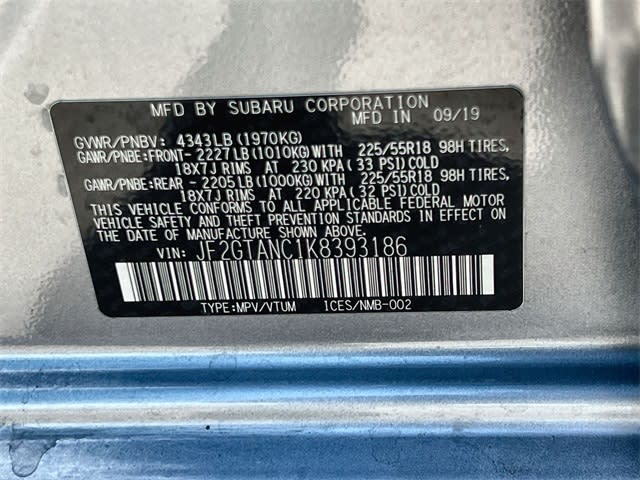 MFD BY SUBARU CORPORATION
MFD IN 09/19
GVWR/PNBV: 4343LB (1970KG)
GAWR/PNBE:FRONT- 2227LB (1010KG) WITH 225/55R18 98H TIRES,
18X7J RIMS AT 230 KPA (33 PSI) COLD
GAWR/PNBE:REAR - 2205LB (1000KG) WITH 225/55R18 98H TIRES,
18X7J RIMS AT 220 KPA (32 PSI) COLD
THIS VEHICLE CONFORMS TO ALL APPLICABLE FEDERAL MOTOR
VEHICLE SAFETY AND THEFT PREVENTION STANDARDS IN EFFECT ON
THE DATE OF MANUFACTURE SHOWN ABOVE.
VIN: JF2GTANC1K8393186
TYPE:MPV/VTUM 1CES/NMB-002